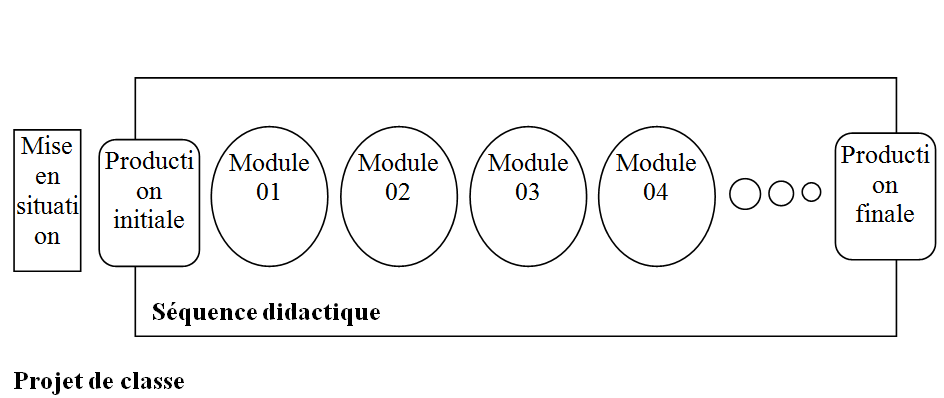 Mise
en
situati
on
Producti
on
initiale
Module
01
Module
02
Module
03
Module
04
Producti
on
finale
Séquence didactique
Projet de classe